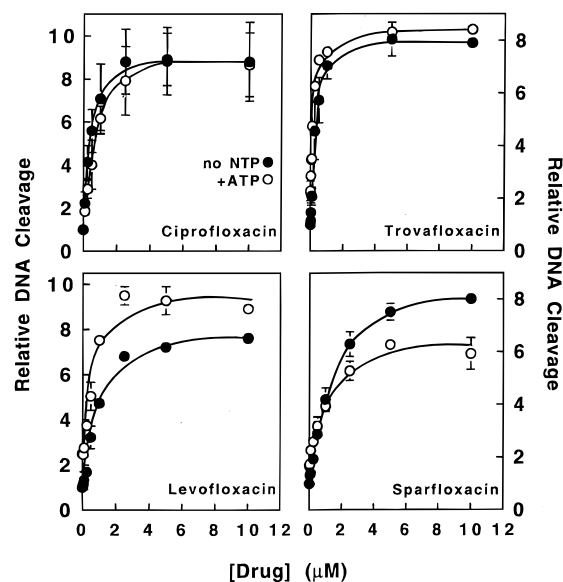 Relative DNA Cleavage
10
8
6
4
2
0
no NTP
+ATP
Ciprofloxacin
8
6
4
2
0
Trovafloxacin
Relative DNA Cleavage
10
8
6
4
2
0
Levofloxacin
0 2 4 6 8 10 12
8
6
4
2
0
Sparfloxacin
0 2 4 6 8 10 12
[Drug] (μM)